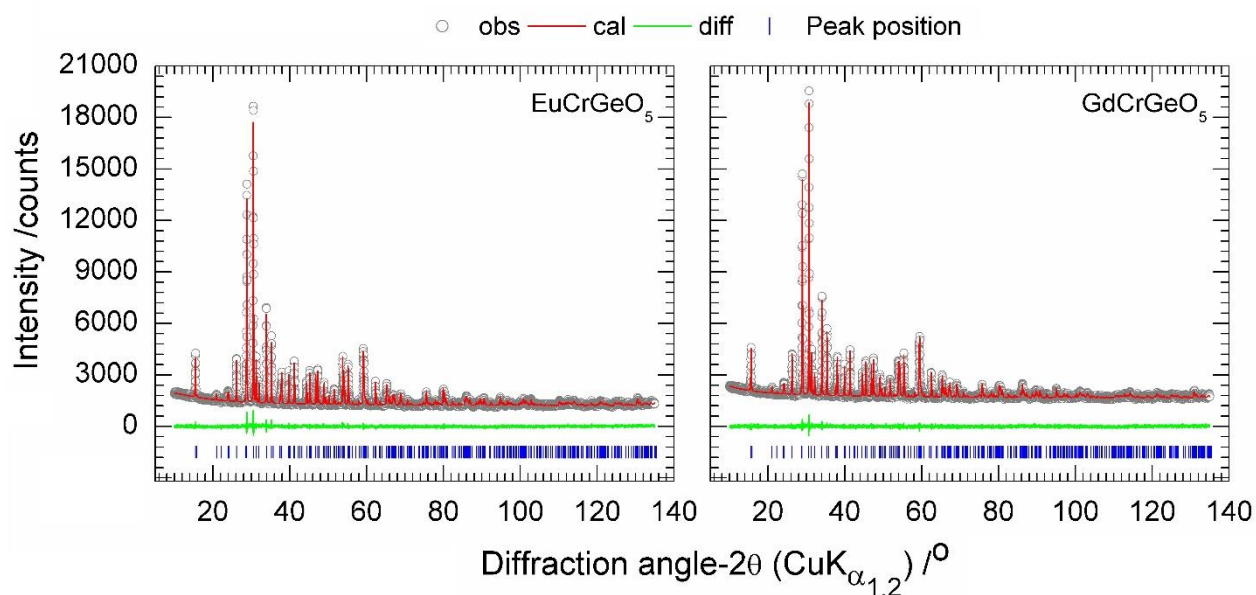 obs cal diff Peak position
EuCrGeO₅
GdCrGeO₅
Intensity /counts
21000
18000
15000
12000
9000
6000
3000
0
20 40 60 80 100 120 140
20 40 60 80 100 120 140
Diffraction angle-2θ (CuKα₁,₂) /º